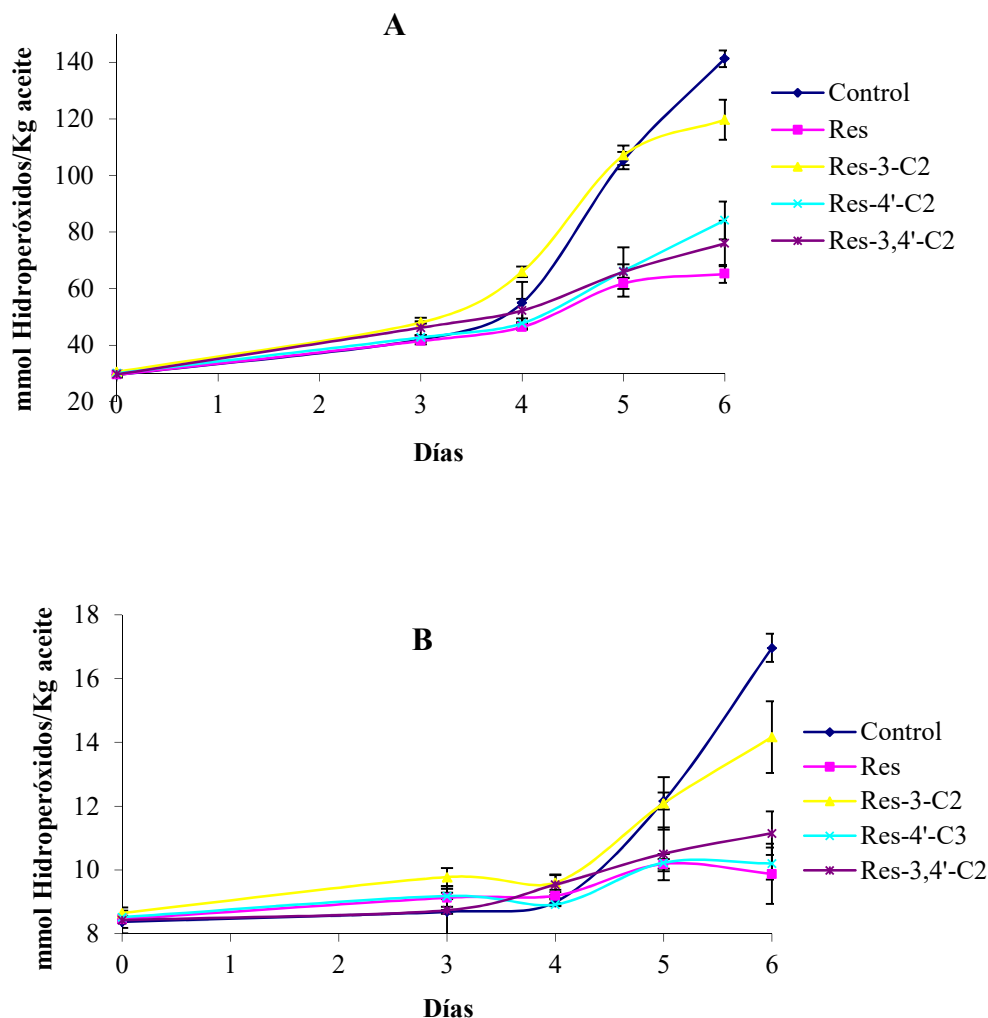 A
mmol Hidroperóxidos/Kg aceite
140
120
100
80
60
40
20
0 1 2 3 4 5 6
Días
Control
Res
Res-3-C2
Res-4'-C2
Res-3,4'-C2
B
mmol Hidroperóxidos/Kg aceite
18
16
14
12
10
8
0 1 2 3 4 5 6
Días
Control
Res
Res-3-C2
Res-4'-C3
Res-3,4'-C2